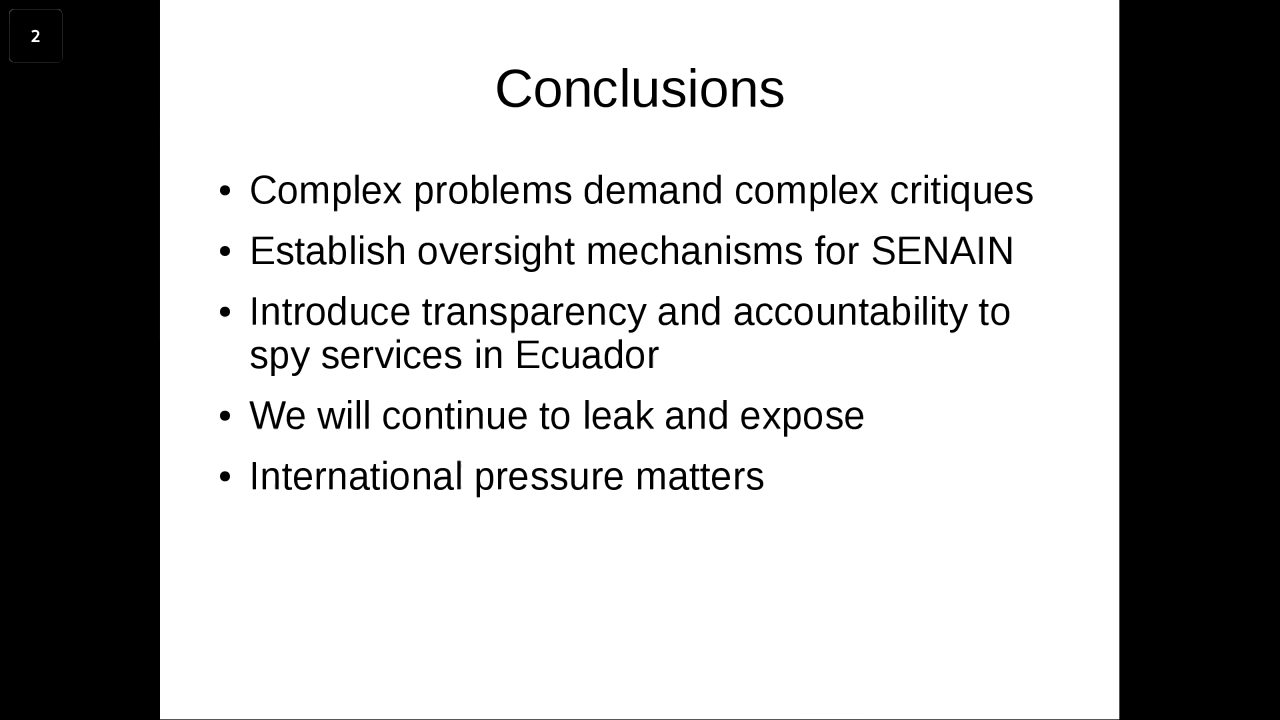 2
Conclusions
• Complex problems demand complex critiques
• Establish oversight mechanisms for SENAIN
• Introduce transparency and accountability to
spy services in Ecuador
• We will continue to leak and expose
• International pressure matters